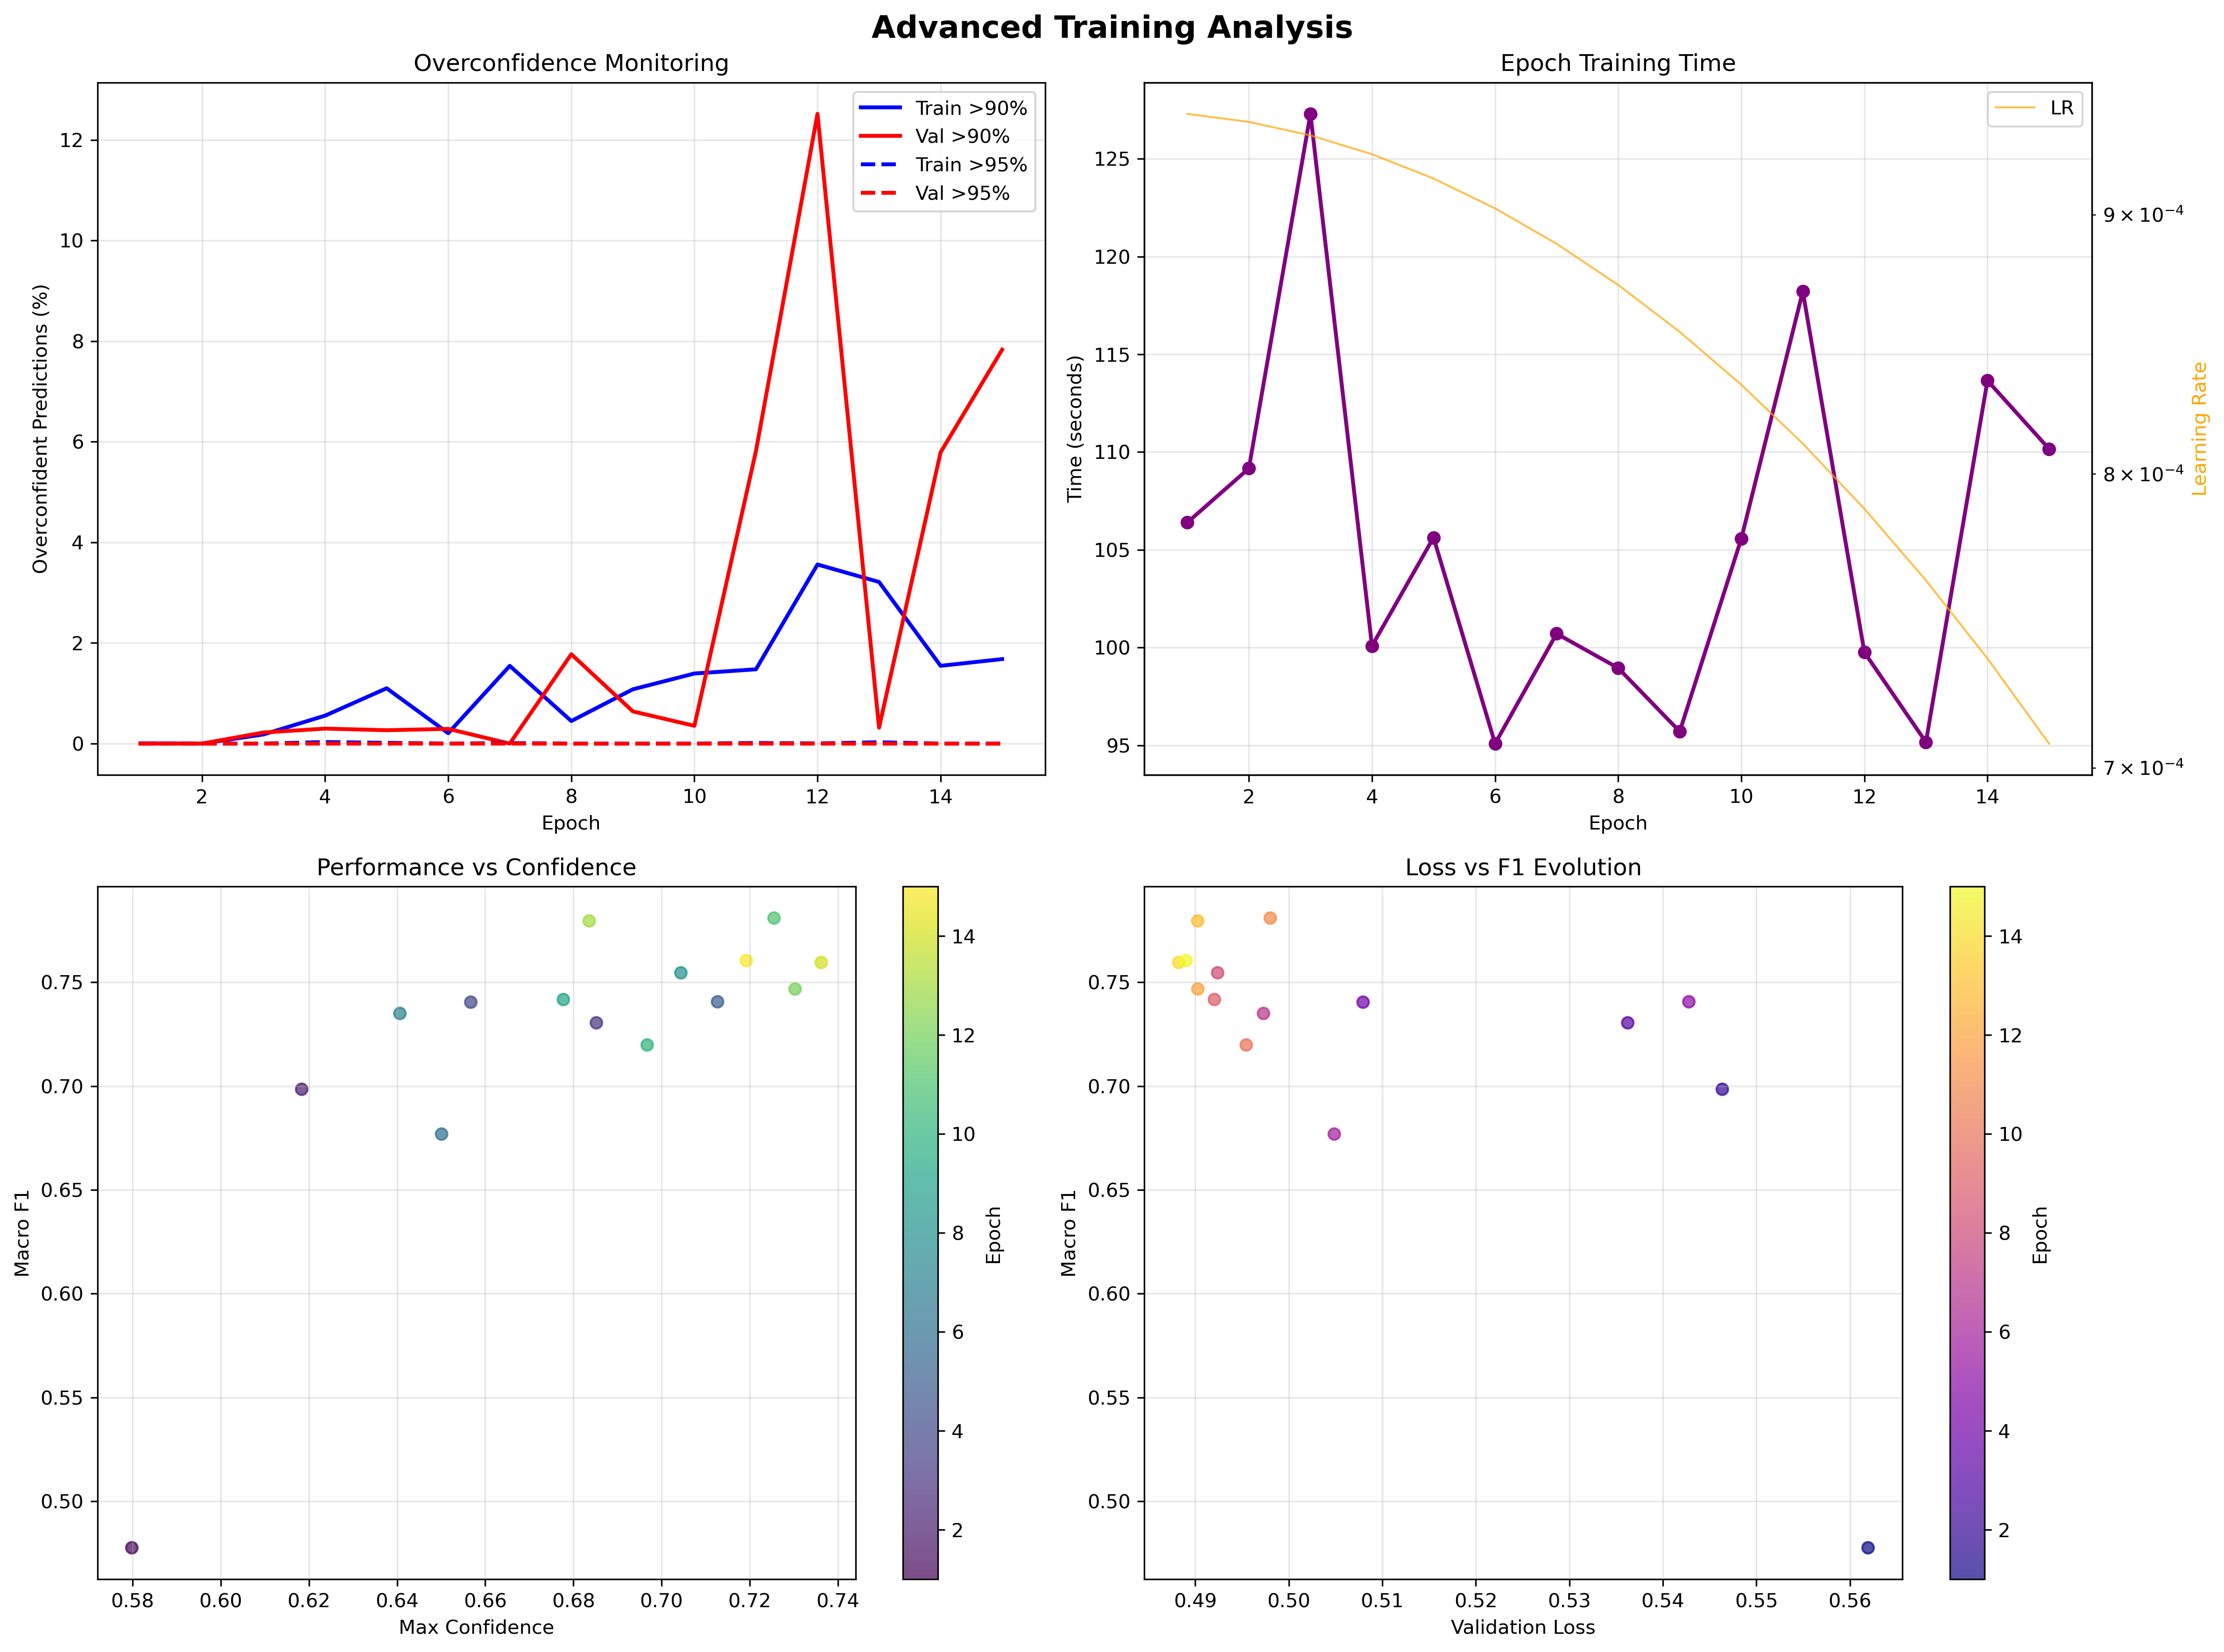 Advanced Training Analysis
Overconfidence Monitoring
Overconfident Predictions (%)
12
10
8
6
4
2
0
Train >90%
Val >90%
Train >95%
Val >95%
2 4 6 8 10 12 14
Epoch
Epoch Training Time
Time (seconds)
125
120
115
110
105
100
95
LR
9 × 10⁻⁴
8 × 10⁻⁴
7 × 10⁻⁴
Learning Rate
2 4 6 8 10 12 14
Epoch
Performance vs Confidence
Macro F1
0.75
0.70
0.65
0.60
0.55
0.50
0.58 0.60 0.62 0.64 0.66 0.68 0.70 0.72 0.74
Max Confidence
14
12
10
8
6
4
2
Epoch
Loss vs F1 Evolution
Macro F1
0.75
0.70
0.65
0.60
0.55
0.50
0.49 0.50 0.51 0.52 0.53 0.54 0.55 0.56
Validation Loss
14
12
10
8
6
4
2
Epoch